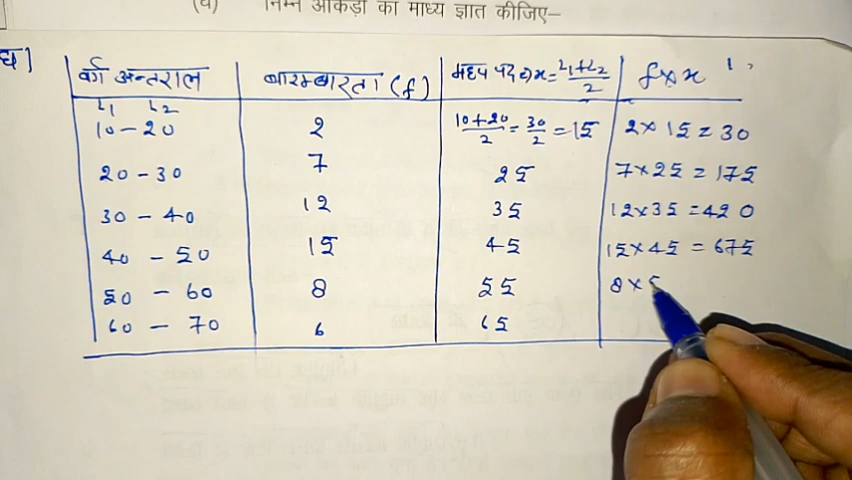 (घ) निम्न आँकड़ों का माध्य ज्ञात कीजिए–
घ]
वर्ग अन्तराल बारम्बारता (f) मध्य पद x = L1+L2/2 f×x
L1 L2
10 – 20 2 10+20/2 = 30/2 = 15 2 × 15 = 30
20 – 30 7 25 7 × 25 = 175
30 – 40 12 35 12 × 35 = 420
40 – 50 15 45 15 × 45 = 675
50 – 60 8 55 8 × 5
60 – 70 6 65